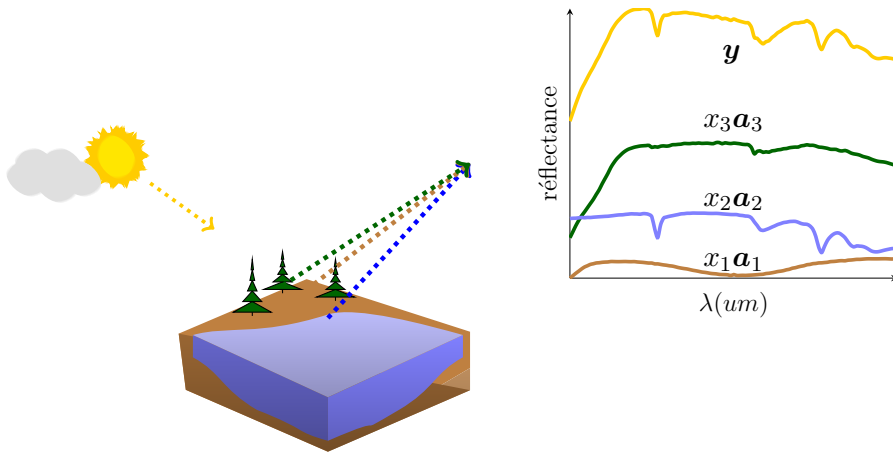 y
x₃a₃
x₂a₂
x₁a₁
réflectance
λ(um)